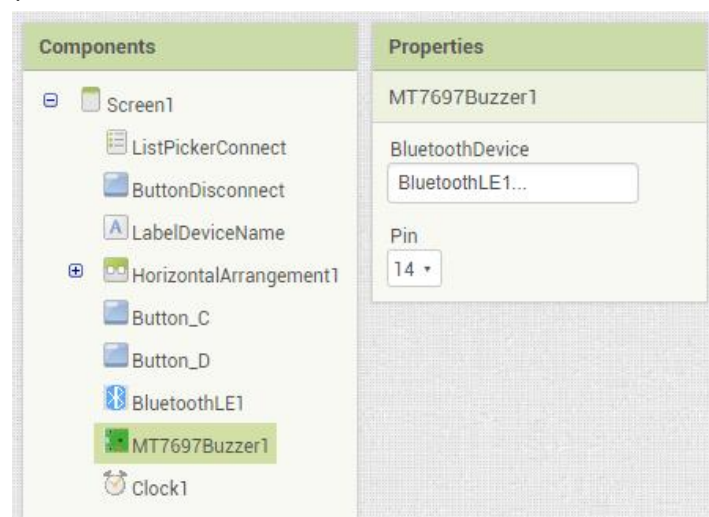 Components
Screen1
ListPickerConnect
ButtonDisconnect
A
LabelDeviceName
HorizontalArrangement1
Button_C
Button_D
BluetoothLE1
MT7697Buzzer1
Clock1
Properties
MT7697Buzzer1
BluetoothDevice
BluetoothLE1...
Pin
14